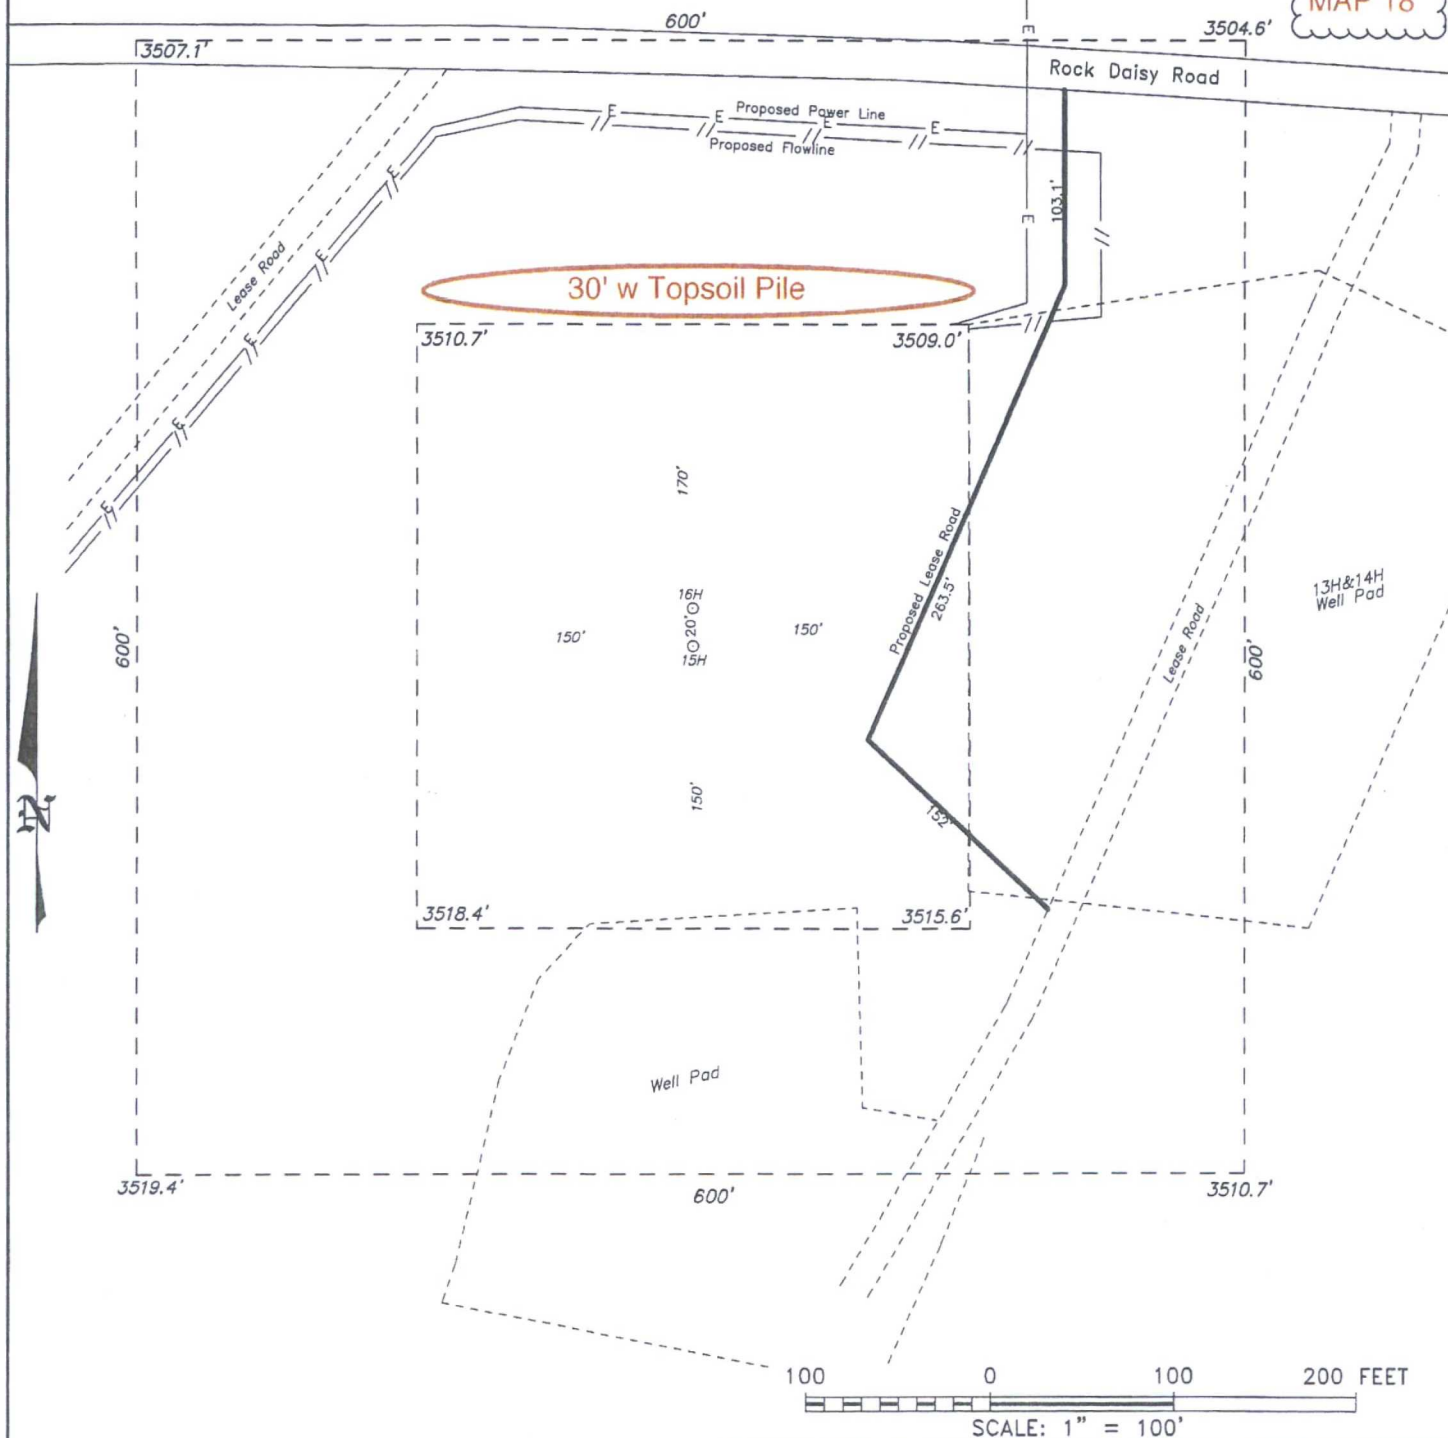 MAP 18
600'
3507.1'
3504.6'
Rock Daisy Road
E
E
E
E
E
Proposed Power Line
Proposed Flowline
E
E
E
E
E
E
E
103.1'
Lease Road
30' w Topsoil Pile
3510.7'
3509.0'
170'
Proposed Lease Road
263.5'
16H
20'
15H
150'
150'
13H&14H
Well Pad
Lease Road
600'
600'
150'
152'
N
3518.4'
3515.6'
Well Pad
3519.4'
600'
3510.7'
100 0 100 200 FEET
SCALE: 1" = 100'